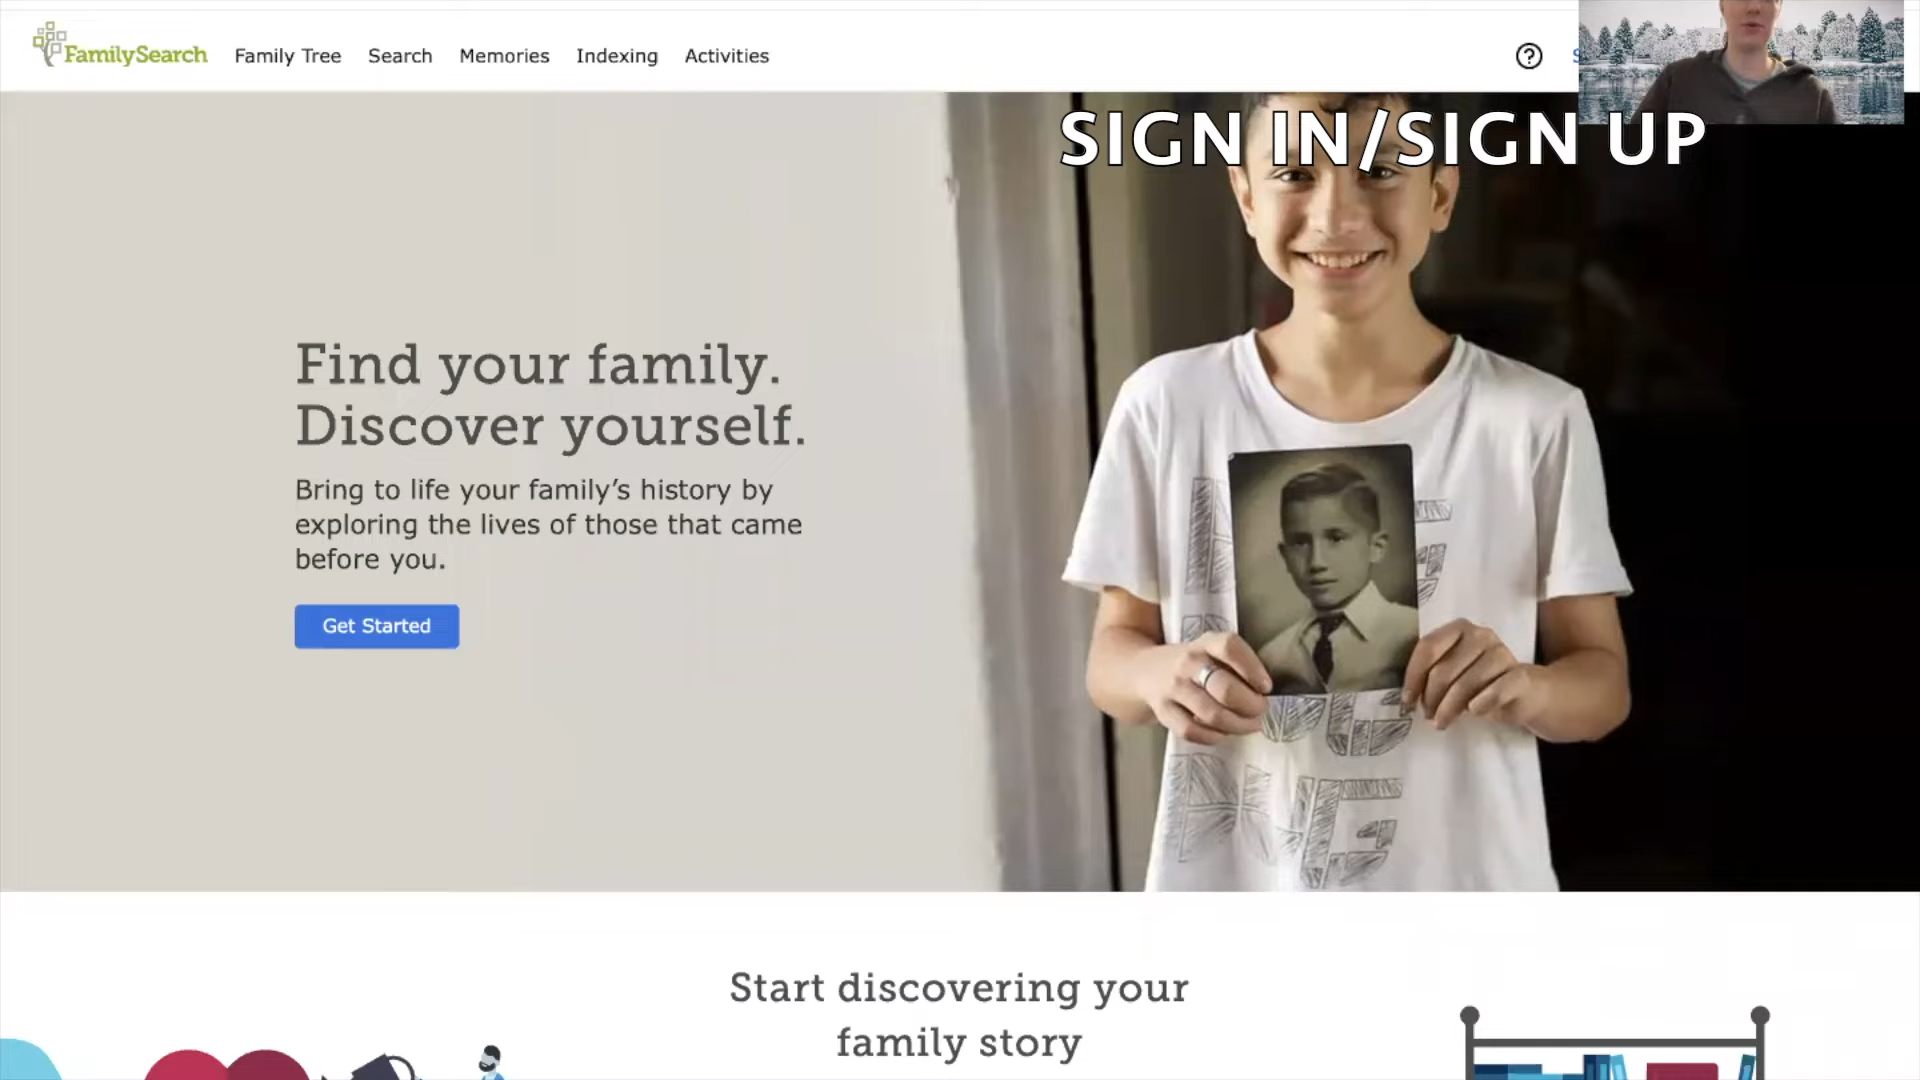 FamilySearch Family Tree Search Memories Indexing Activities
SIGN IN/SIGN UP
Find your family.
Discover yourself.
Bring to life your family’s history by
exploring the lives of those that came
before you.
Get Started
Start discovering your
family story